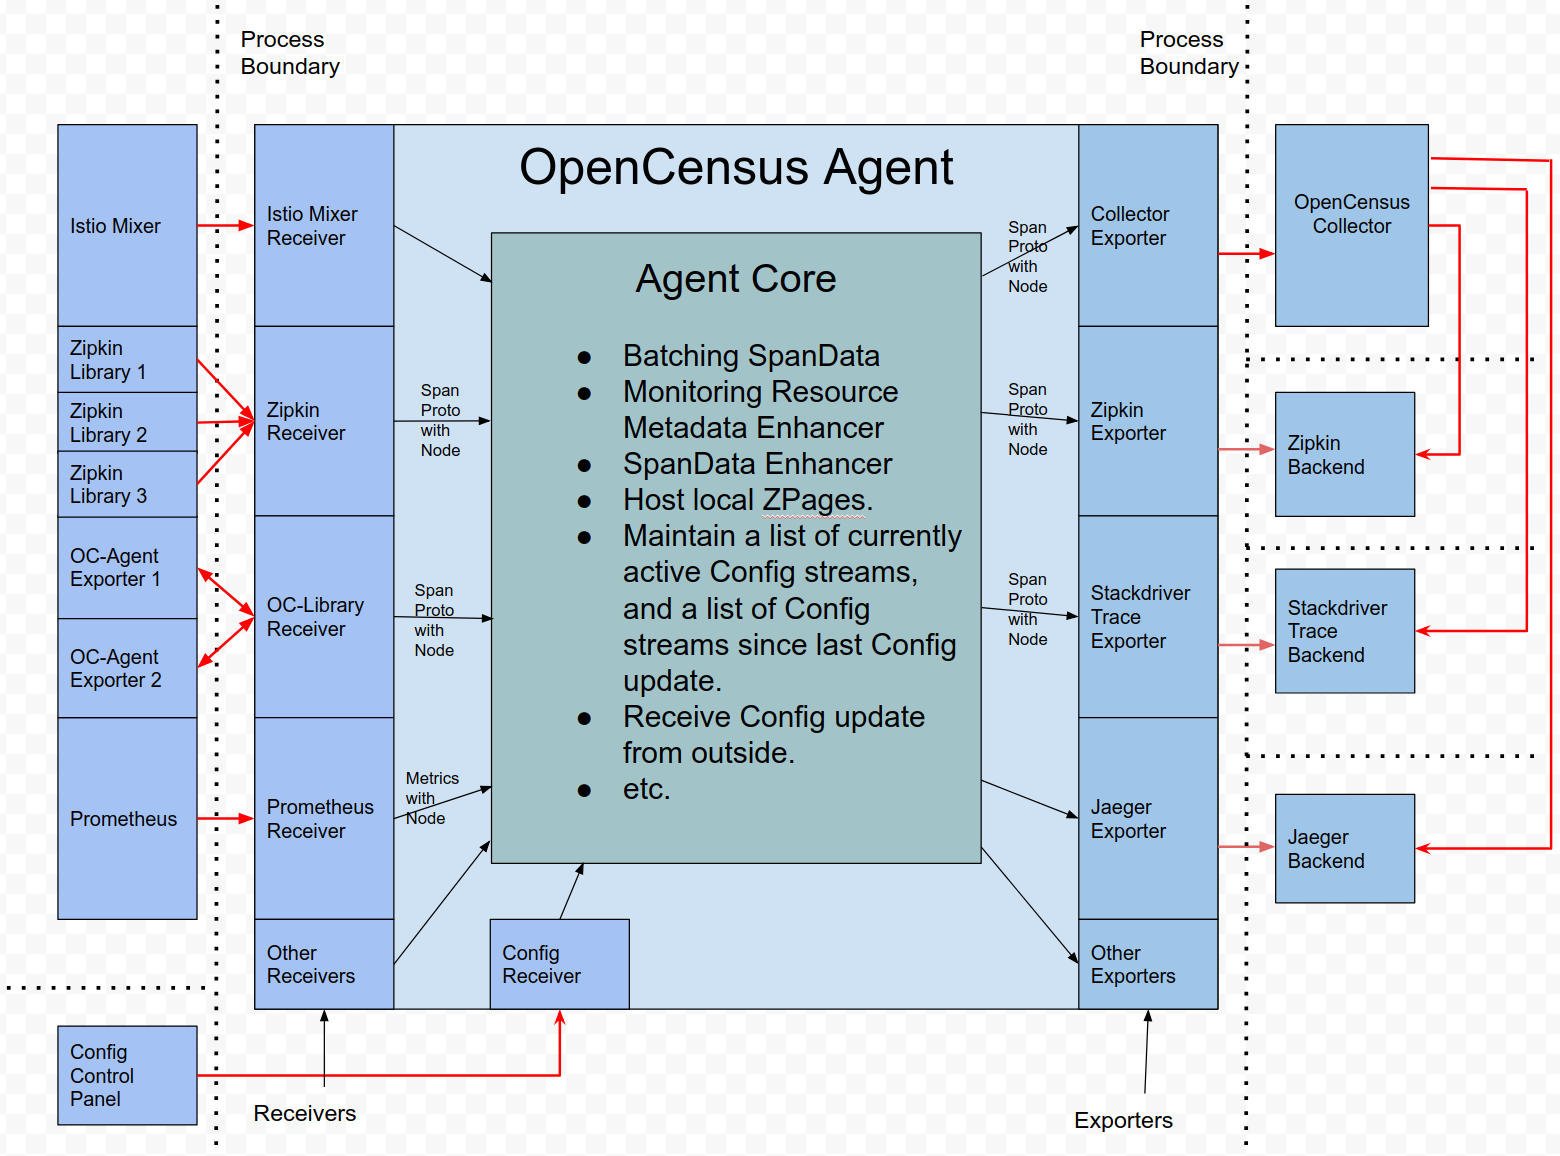 Process
Boundary
Process
Boundary
OpenCensus Agent
Istio Mixer
Zipkin
Library 1
Zipkin
Library 2
Zipkin
Library 3
OC-Agent
Exporter 1
OC-Agent
Exporter 2
Prometheus
Config
Control
Panel
Istio Mixer
Receiver
Zipkin
Receiver
OC-Library
Receiver
Prometheus
Receiver
Other
Receivers
Receivers
Span
Proto
with
Node
Span
Proto
with
Node
Metrics
with
Node
Agent Core
● Batching SpanData
● Monitoring Resource
Metadata Enhancer
● SpanData Enhancer
● Host local ZPages.
● Maintain a list of currently
active Config streams,
and a list of Config
streams since last Config
update.
● Receive Config update
from outside.
● etc.
Config
Receiver
Span
Proto
with
Node
Span
Proto
with
Node
Span
Proto
with
Node
Collector
Exporter
Zipkin
Exporter
Stackdriver
Trace
Exporter
Jaeger
Exporter
Other
Exporters
Exporters
OpenCensus
Collector
Zipkin
Backend
Stackdriver
Trace
Backend
Jaeger
Backend